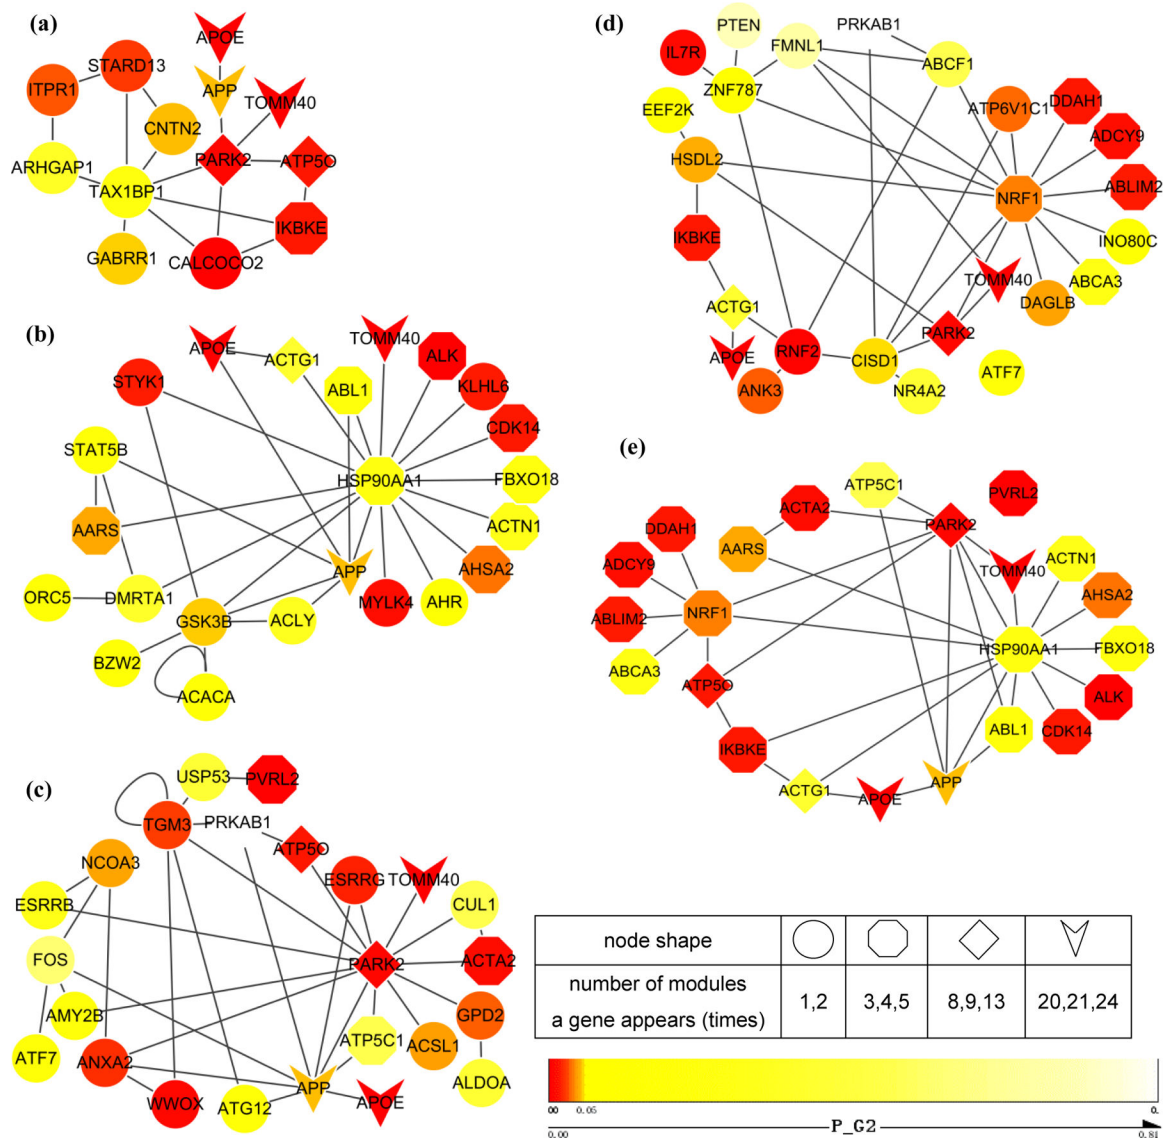 (a)
APOE
STARD13
ITPR1
APP
TOMM40
CNTN2
PARK2
ATP5O
ARHGAP1
TAX1BP1
IKBKE
GABRR1
CALCOCO2
(d)
PTEN
PRKAB1
IL7R
FMNL1
ABCF1
ZNF787
EEF2K
ATP6V1C1
DDAH1
ADCY9
HSDL2
ABLIM2
NRF1
IKBKE
INO80C
TOMM40
ABCA3
ACTG1
DAGLB
PARK2
APOE
RNF2
CISD1
ATF7
ANK3
NR4A2
(b)
APOE
ACTG1
TOMM40
ALK
STYK1
ABL1
KLHL6
CDK14
STAT5B
HSP90AA1
FBXO18
AARS
ACTN1
APP
AHSA2
ORC5
DMRTA1
MYLK4
AHR
GSK3B
ACLY
BZW2
ACACA
(e)
ATP5C1
PVRL2
ACTA2
DDAH1
PARK2
AARS
ACTN1
ADCY9
TOMM40
AHSA2
ABLIM2
NRF1
HSP90AA1
FBXO18
ABCA3
ATP5O
ALK
ABL1
CDK14
IKBKE
ACTG1
APOE
APP
(c)
USP53
PVRL2
TGM3
PRKAB1
ATP5O
NCOA3
ESRRG
TOMM40
ESRRB
CUL1
FOS
PARK2
ACTA2
AMY2B
GPD2
ATP5C1
ACSL1
ATF7
ANXA2
ALDOA
APP
WWOX
ATG12
APOE
node shape
number of modules
a gene appears (times)
1,2
3,4,5
8,9,13
20,21,24
00
0.05
0.
P_G2
0.00
0.81